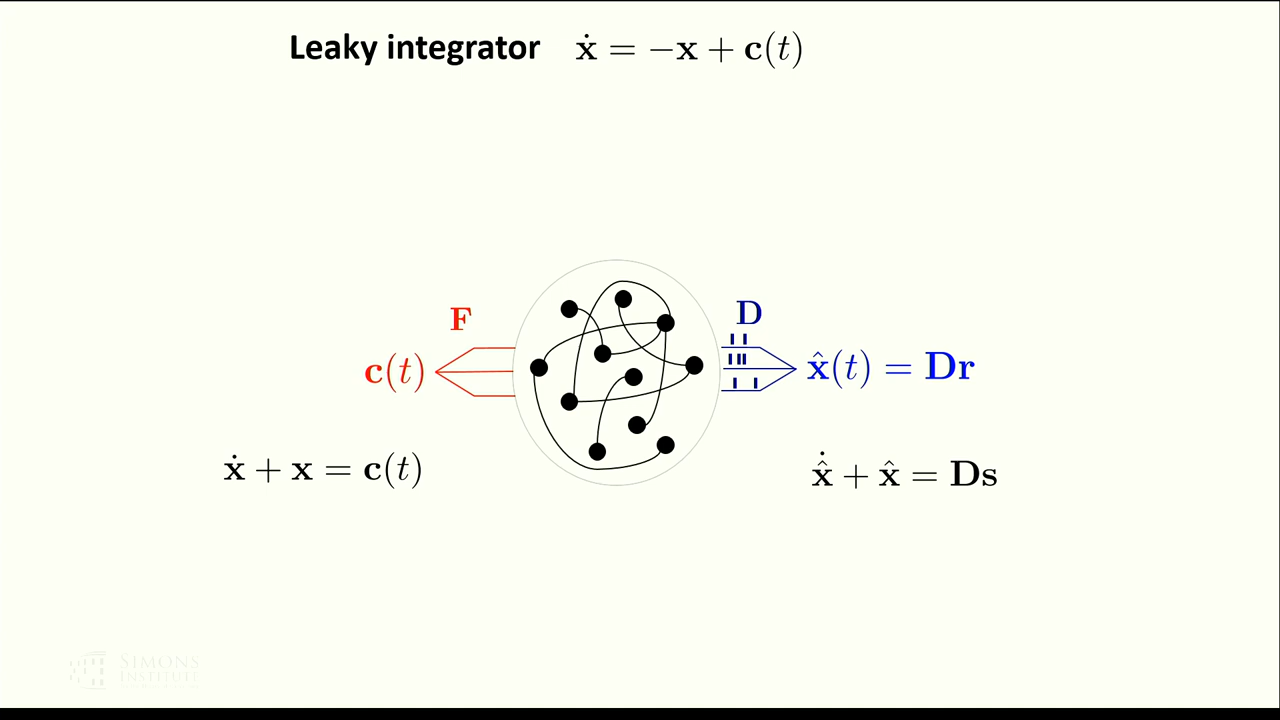 Leaky integrator ẋ = −x + c(t)
F
D
c(t)
x̂(t) = Dr
ẋ + x = c(t)
x̂̇ + x̂ = Ds
SIMONS
INSTITUTE